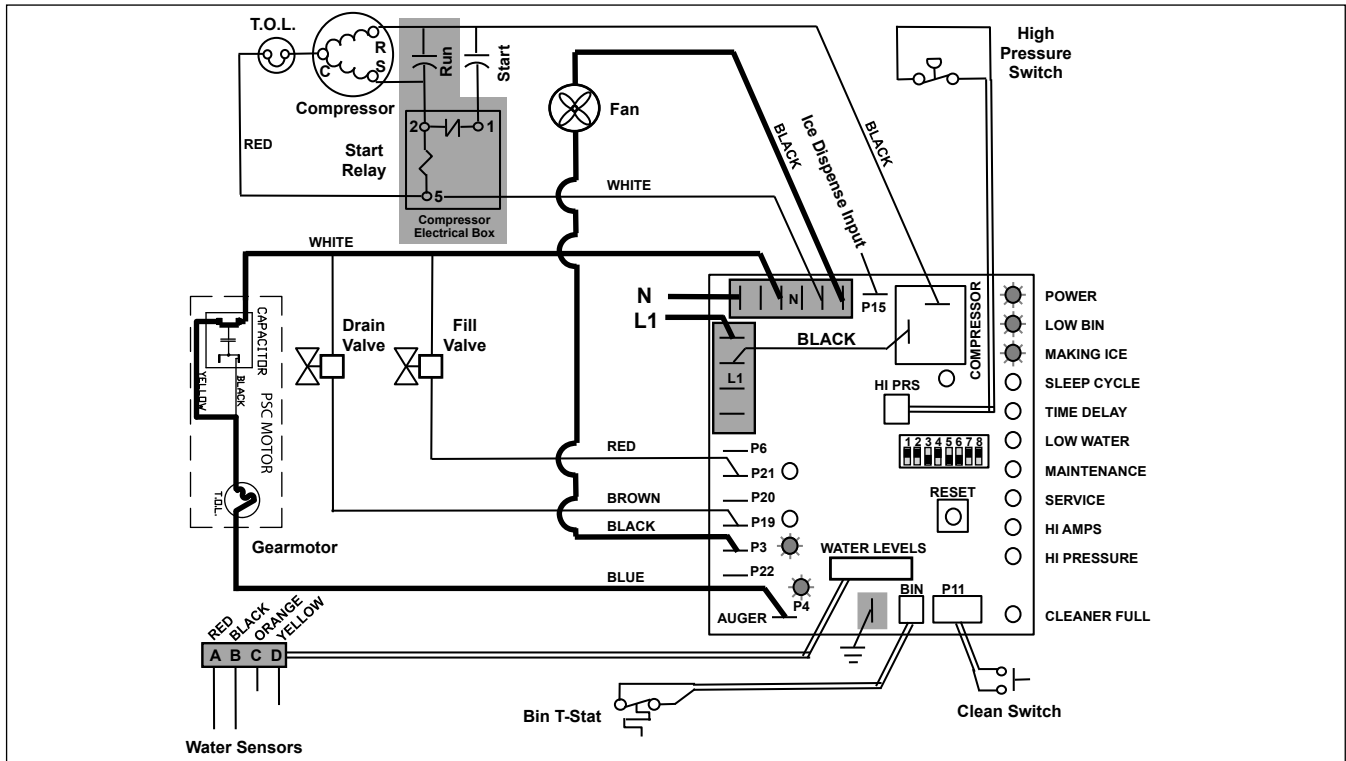 T.O.L.
R
S
C
Compressor
Run
Start
2
1
Start
Relay
5
Compressor
Electrical Box
RED
WHITE
Fan
BLACK
Ice Dispense Input
BLACK
High
Pressure
Switch
WHITE
N
L1
N
P15
COMPRESSOR
BLACK
L1
HI PRS
POWER
LOW BIN
MAKING ICE
SLEEP CYCLE
TIME DELAY
LOW WATER
MAINTENANCE
SERVICE
HI AMPS
HI PRESSURE
CLEANER FULL
CAPACITOR
YELLOW
BLACK
PSC MOTOR
T.O.L.
Gearmotor
Drain
Valve
Fill
Valve
RED
BROWN
BLACK
BLUE
P6
P21
P20
P19
P3
P22
P4
AUGER
1 2 3 4 5 6 7 8
RESET
WATER LEVELS
BIN
P11
RED
BLACK
ORANGE
YELLOW
A B C D
Water Sensors
Bin T-Stat
Clean Switch